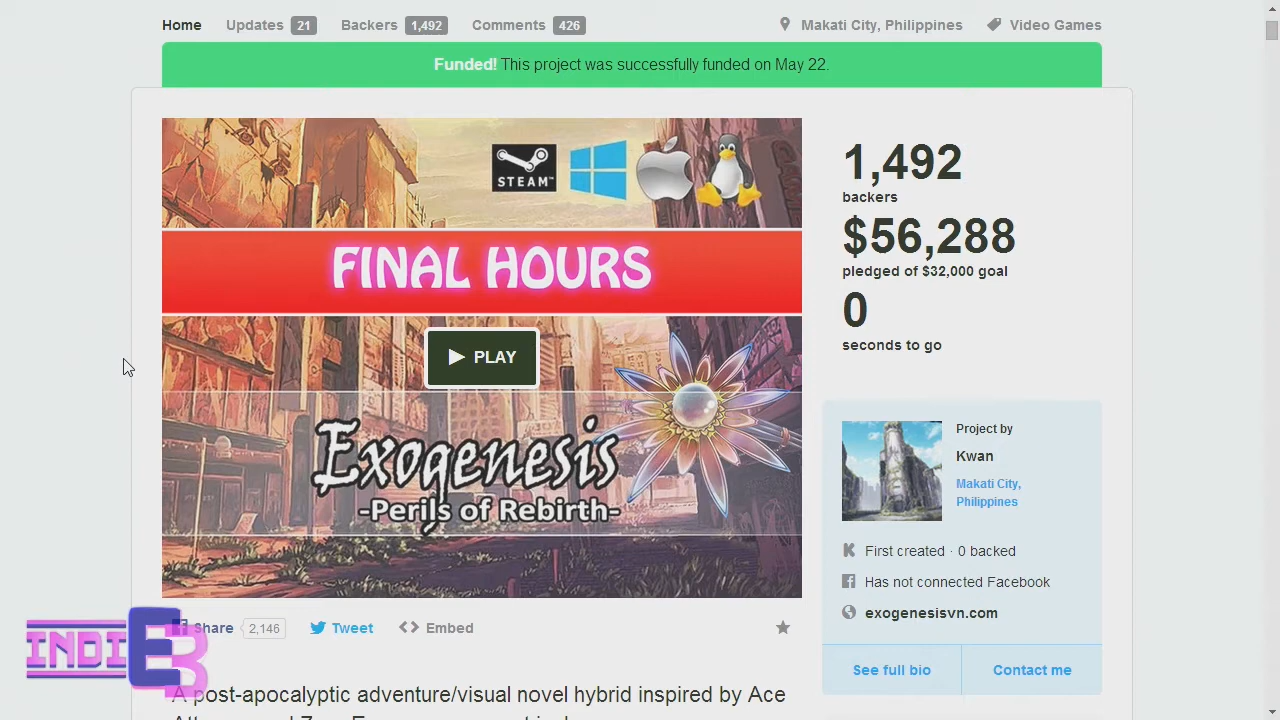 Home Updates 21 Backers 1,492 Comments 426 Makati City, Philippines Video Games
Funded! This project was successfully funded on May 22.
STEAM™
FINAL HOURS
PLAY
Exogenesis
-Perils of Rebirth-
1,492
backers
$56,288
pledged of $32,000 goal
0
seconds to go
Project by
Kwan
Makati City,
Philippines
First created · 0 backed
Has not connected Facebook
exogenesisvn.com
See full bio Contact me
Share 2,146 Tweet Embed
INDIE3
A post-apocalyptic adventure/visual novel hybrid inspired by Ace